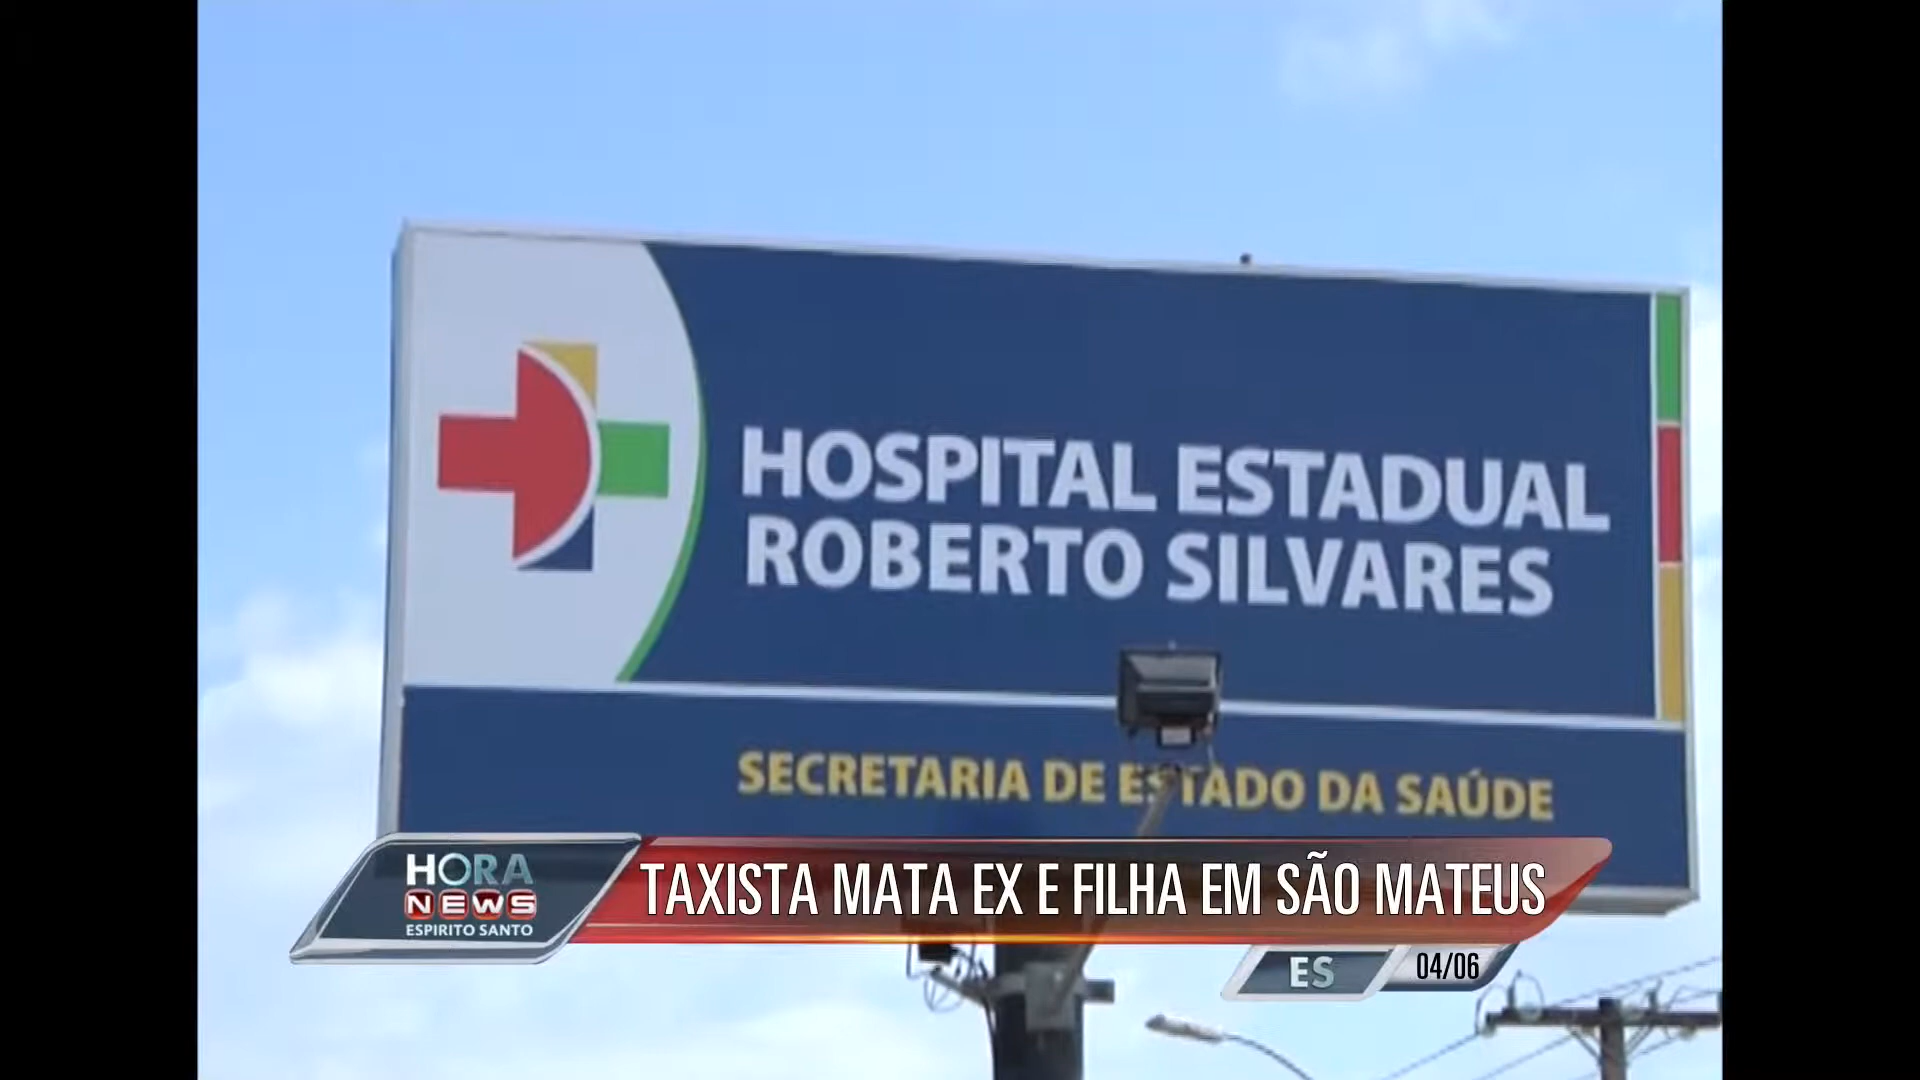 HOSPITAL ESTADUAL
ROBERTO SILVARES
SECRETARIA DE ESTADO DA SAÚDE
HORA
NEWS
ESPIRITO SANTO
TAXISTA MATA EX E FILHA EM SÃO MATEUS
ES
04/06